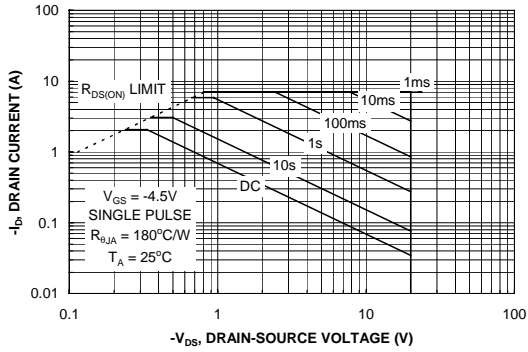 100
10
1
0.1
0.01
-I_D, DRAIN CURRENT (A)
R_DS(ON) LIMIT
1ms
10ms
100ms
1s
10s
DC
V_GS = -4.5V
SINGLE PULSE
R_θJA = 180°C/W
T_A = 25°C
0.1
1
10
100
-V_DS, DRAIN-SOURCE VOLTAGE (V)